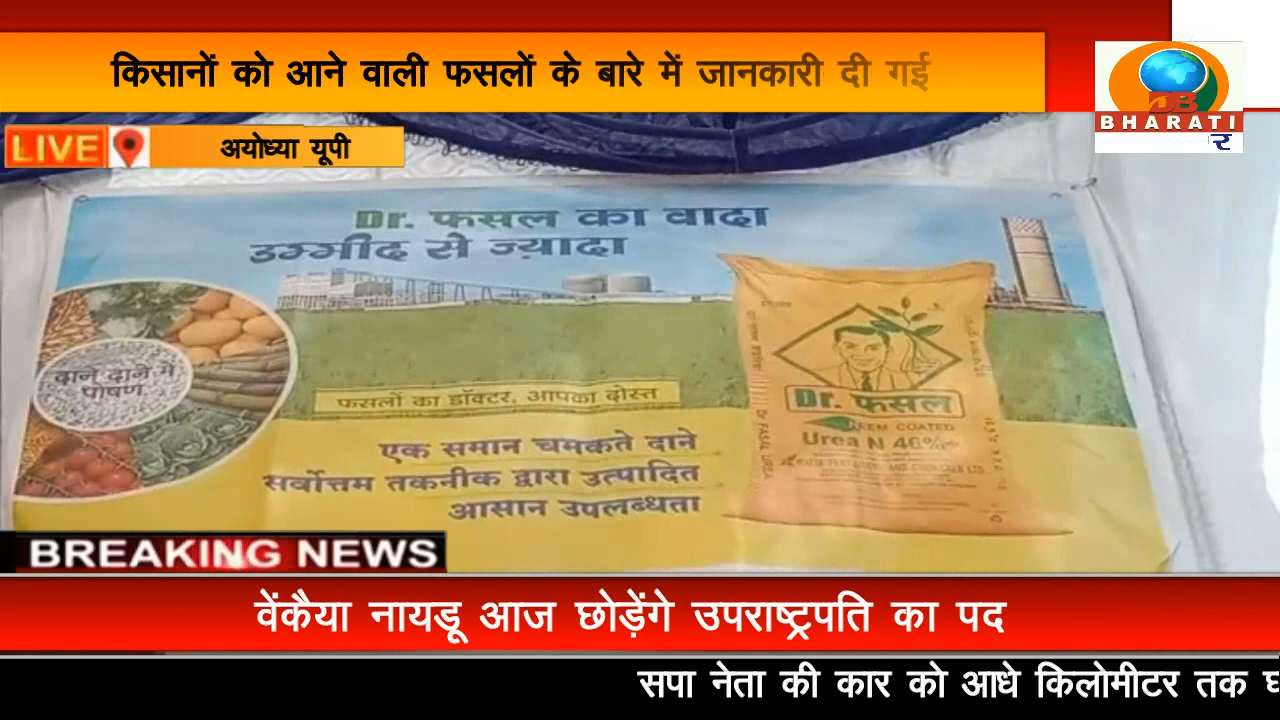 किसानों को आने वाली फसलों के बारे में जानकारी दी गई
BHARATI
र
LIVE
अयोध्या यूपी
Dr. फसल का वादा
उम्मीद से ज़्यादा
दाने दाने में
पोषण
फसलों का डॉक्टर, आपका दोस्त
एक समान चमकते दाने
सर्वोत्तम तकनीक द्वारा उत्पादित
आसान उपलब्धता
Dr. फसल
NEEM COATED
Urea N 46%
BREAKING NEWS
वेंकैया नायडू आज छोड़ेंगे उपराष्ट्रपति का पद
सपा नेता की कार को आधे किलोमीटर तक